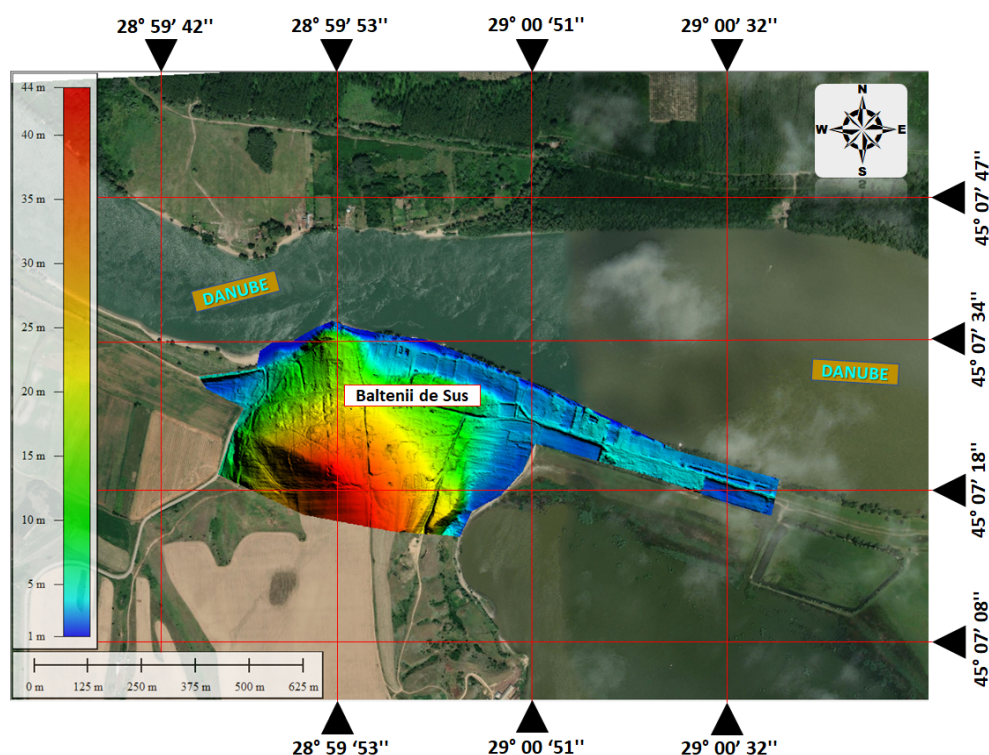 28° 59’ 42'' 28° 59’ 53'' 29° 00 ‘51'' 29° 00’ 32''
44 m
40 m
35 m
30 m
25 m
20 m
15 m
10 m
5 m
1 m
N
W E
S
45° 07’ 47''
DANUBE
45° 07’ 34''
DANUBE
Baltenii de Sus
45° 07’ 18''
45° 07’ 08''
0 m 125 m 250 m 375 m 500 m 625 m
28° 59 ‘53'' 29° 00 ‘51'' 29° 00’ 32''